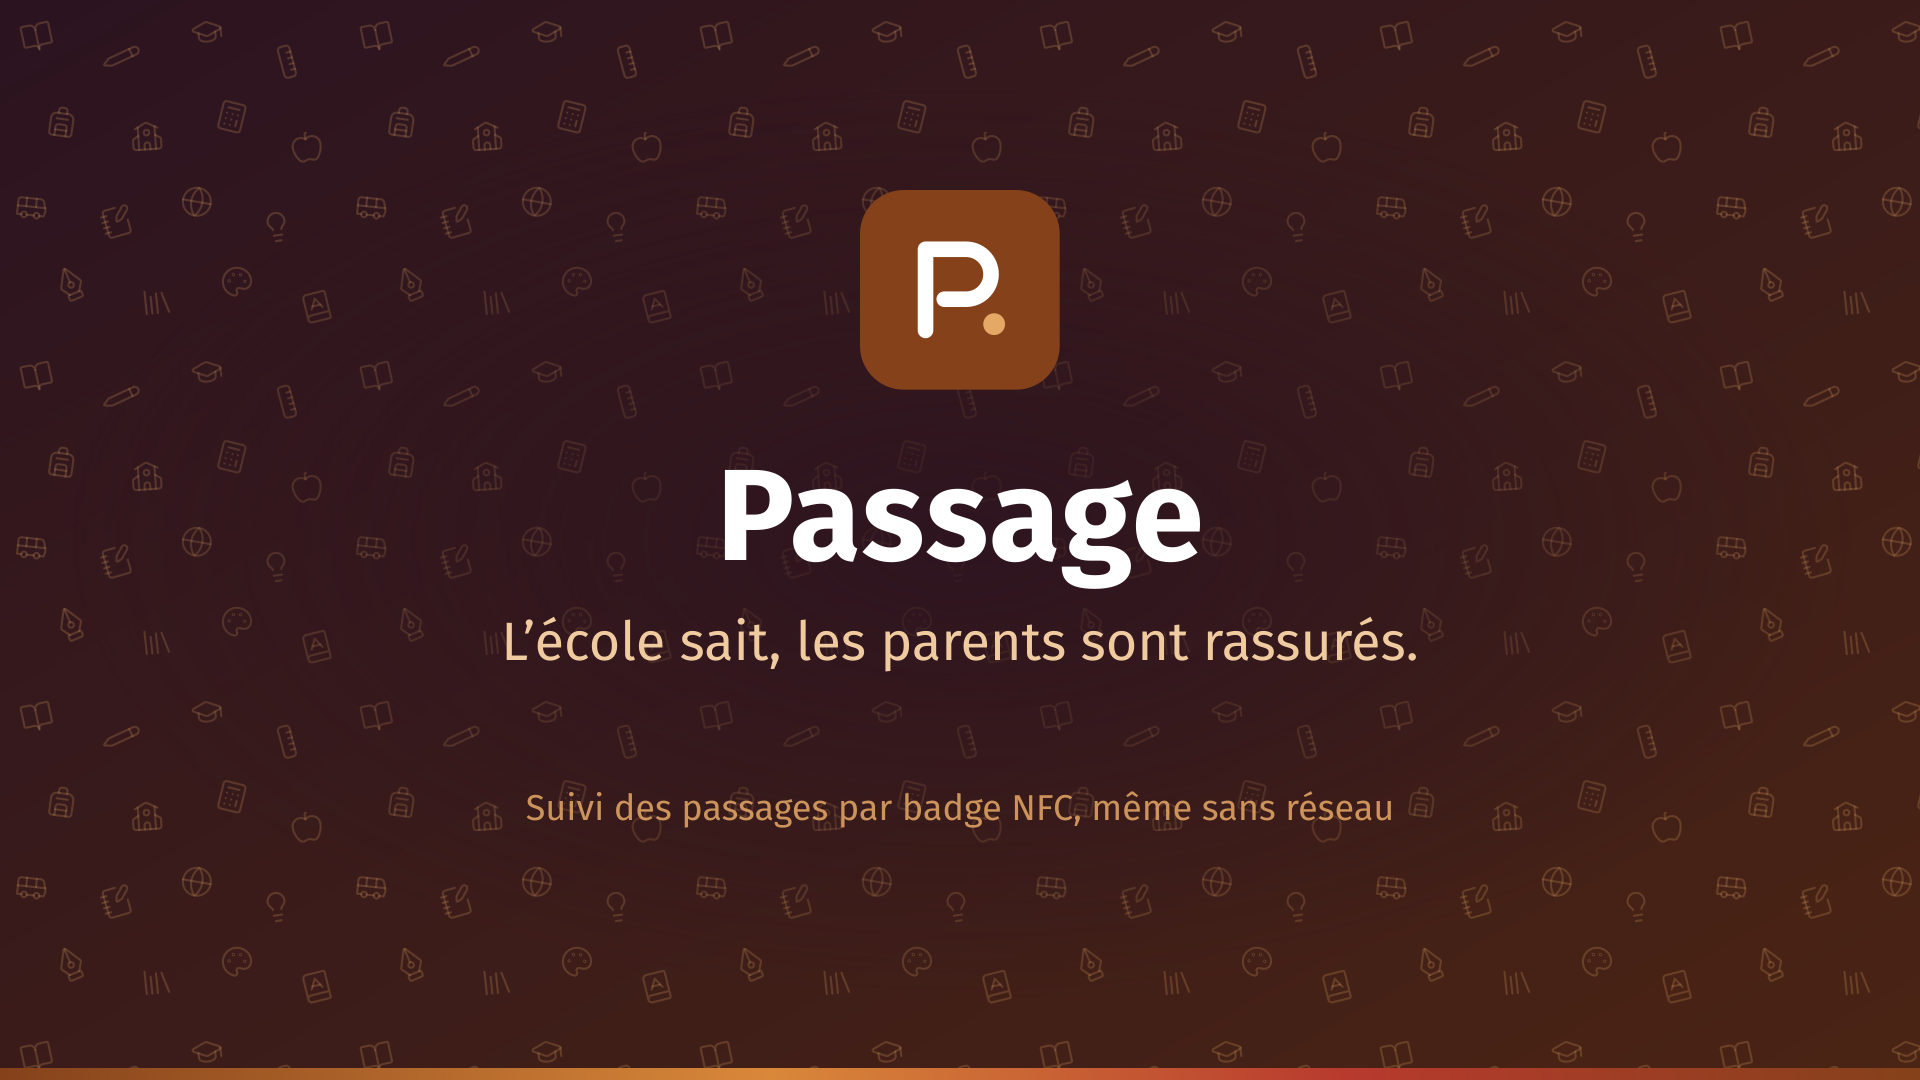 P.
Passage
L’école sait, les parents sont rassurés.
Suivi des passages par badge NFC, même sans réseau